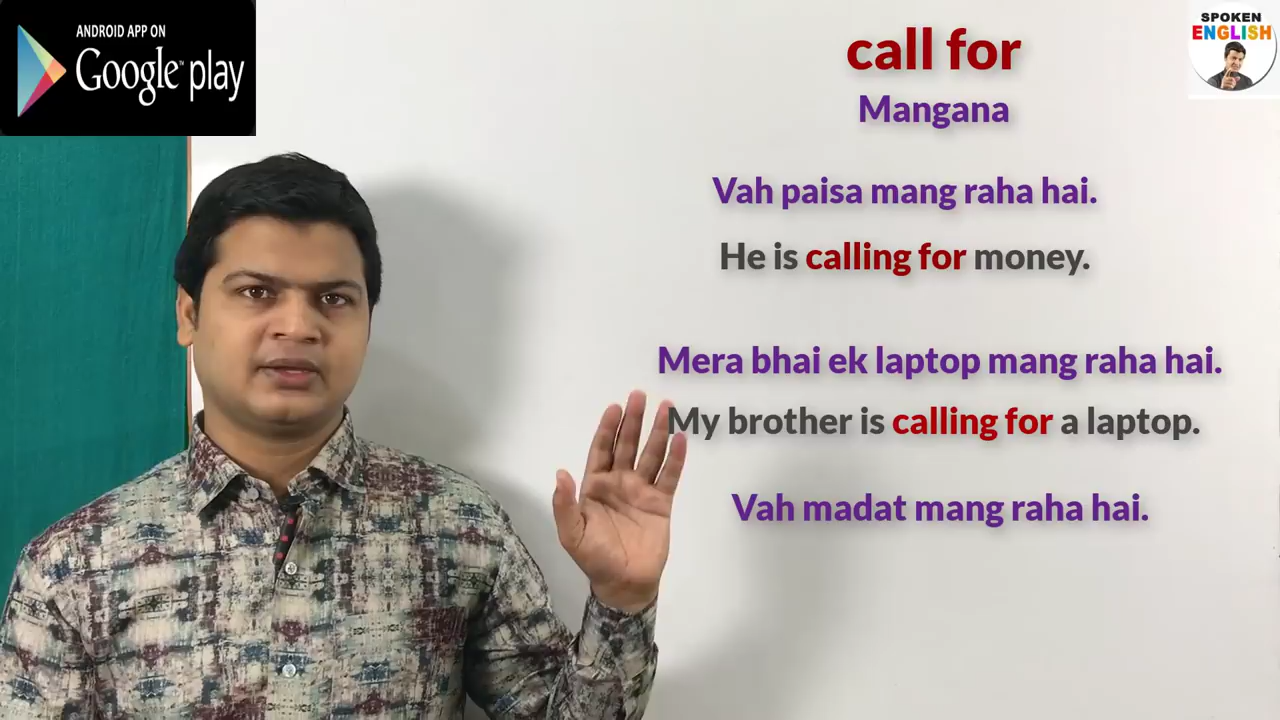 ANDROID APP ON
Google play
SPOKEN
ENGLISH
call for
Mangana
Vah paisa mang raha hai.
He is calling for money.
Mera bhai ek laptop mang raha hai.
My brother is calling for a laptop.
Vah madat mang raha hai.